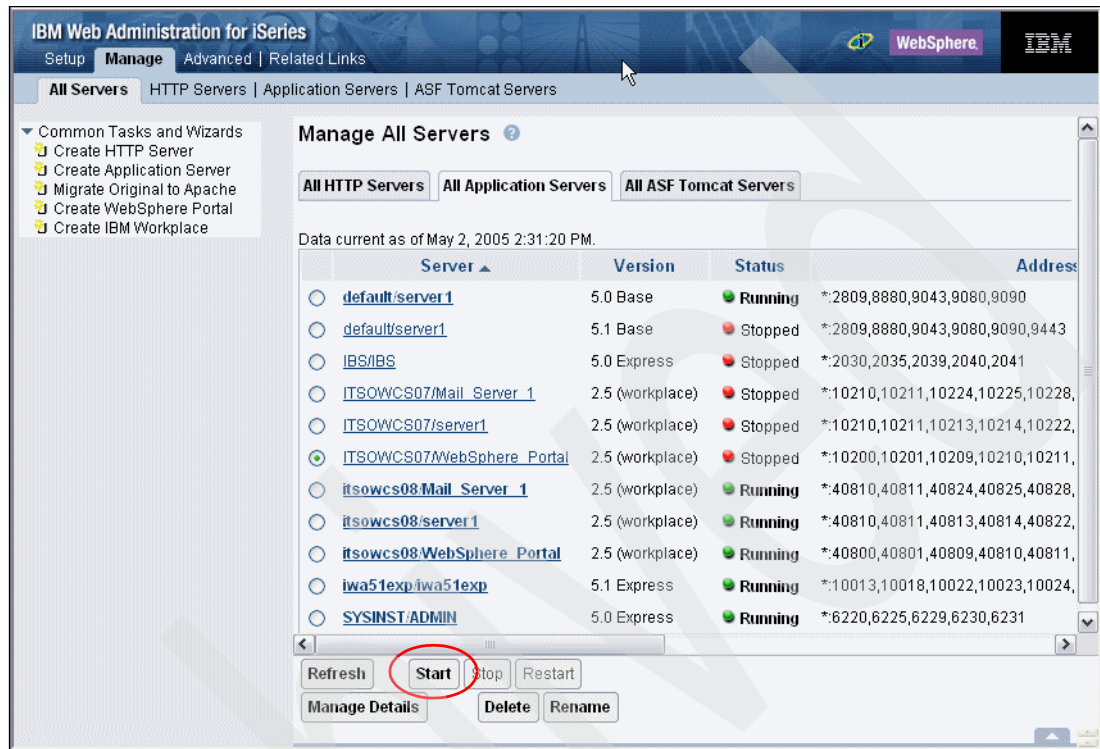 IBM Web Administration for iSeries
WebSphere.
IBM
Setup Manage Advanced | Related Links
All Servers HTTP Servers | Application Servers | ASF Tomcat Servers
Common Tasks and Wizards
Create HTTP Server
Create Application Server
Migrate Original to Apache
Create WebSphere Portal
Create IBM Workplace
Manage All Servers ?
All HTTP Servers All Application Servers All ASF Tomcat Servers
Data current as of May 2, 2005 2:31:20 PM.
Server Version Status Address
default/server1 5.0 Base Running *:2809,8880,9043,9080,9090
default/server1 5.1 Base Stopped *:2809,8880,9043,9080,9090,9443
IBS/IBS 5.0 Express Stopped *:2030,2035,2039,2040,2041
ITSOWCS07/Mail_Server_1 2.5 (workplace) Stopped *:10210,10211,10224,10225,10228,
ITSOWCS07/server1 2.5 (workplace) Stopped *:10210,10211,10213,10214,10222,
ITSOWCS07/WebSphere_Portal 2.5 (workplace) Stopped *:10200,10201,10209,10210,10211,
itsowcs08/Mail_Server_1 2.5 (workplace) Running *:40810,40811,40824,40825,40828,
itsowcs08/server1 2.5 (workplace) Running *:40810,40811,40813,40814,40822,
itsowcs08/WebSphere_Portal 2.5 (workplace) Running *:40800,40801,40809,40810,40811,
iwa51exp/iwa51exp 5.1 Express Running *:10013,10018,10022,10023,10024,
SYSINST/ADMIN 5.0 Express Running *:6220,6225,6229,6230,6231
Refresh Start Stop Restart
Manage Details Delete Rename